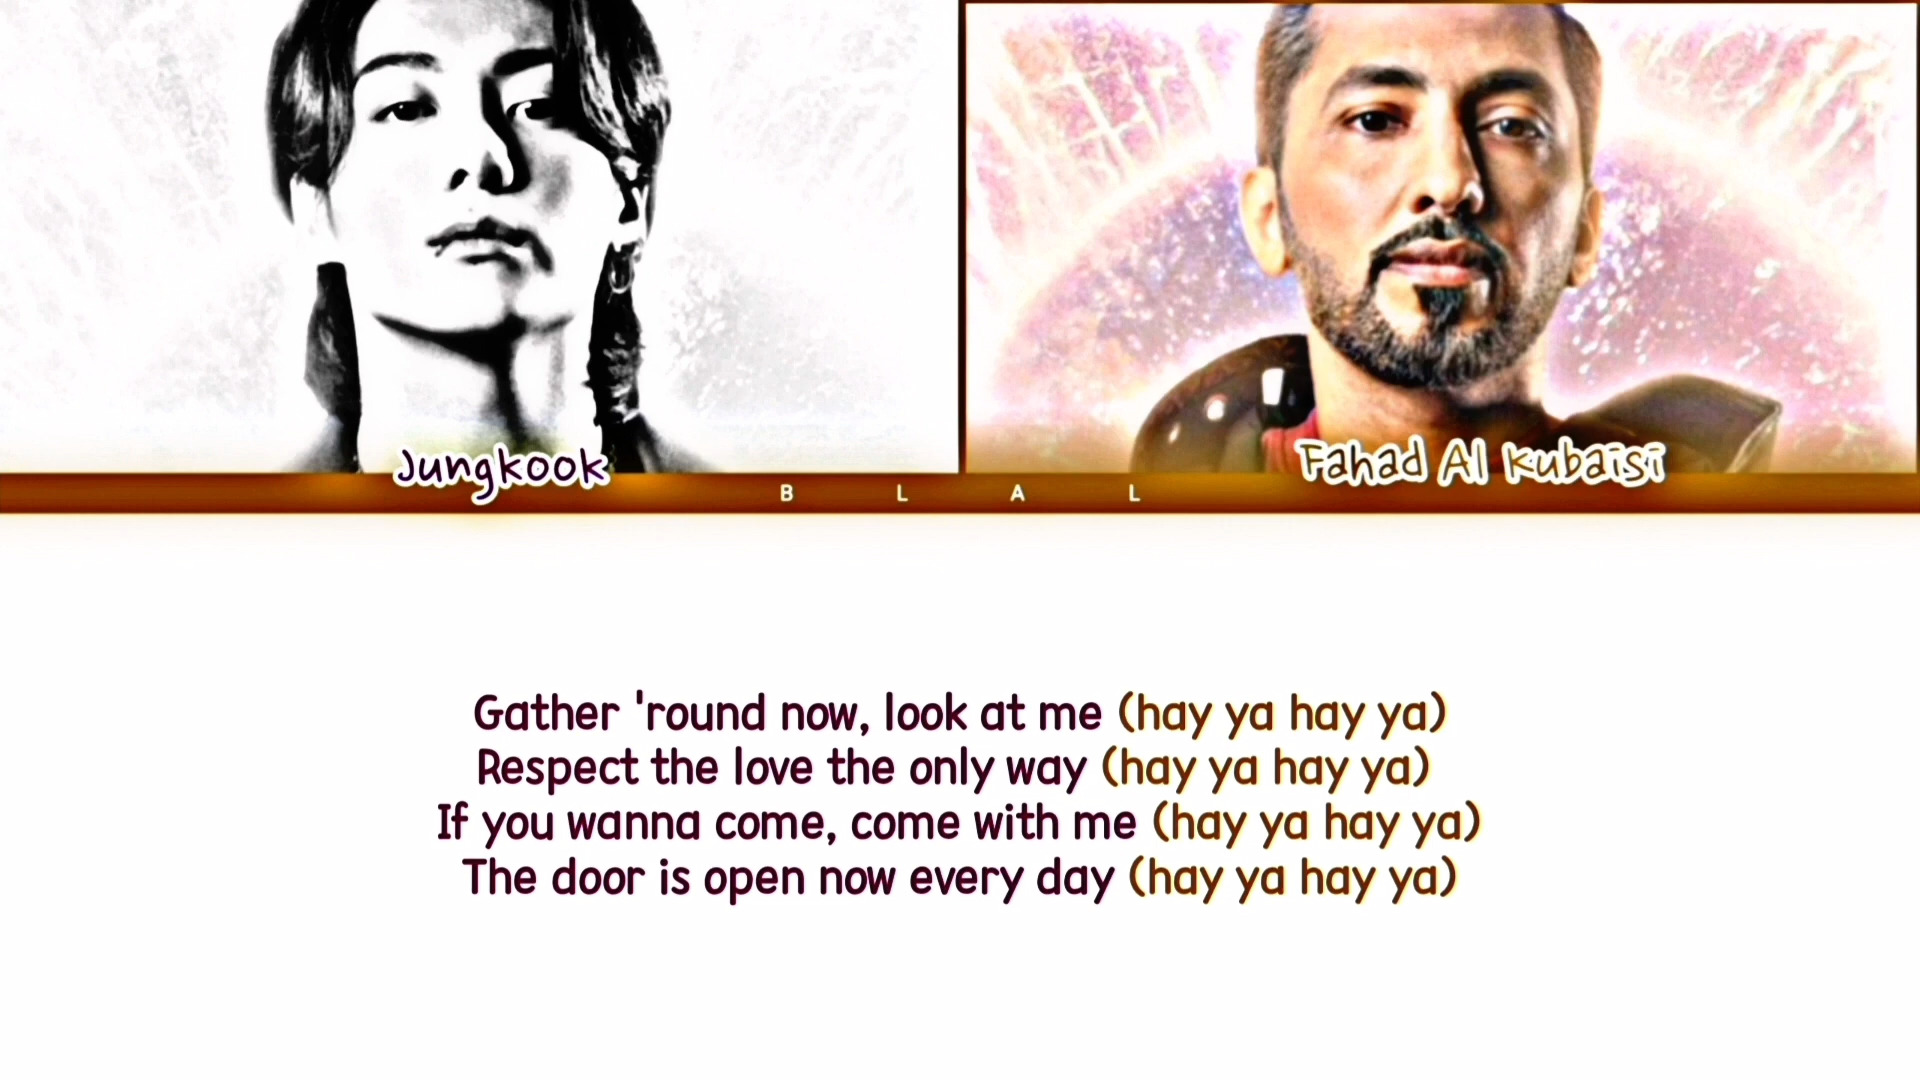 Jungkook
Fahad Al Kubaisi
B L A L
Gather 'round now, look at me (hay ya hay ya)
Respect the love the only way (hay ya hay ya)
If you wanna come, come with me (hay ya hay ya)
The door is open now every day (hay ya hay ya)